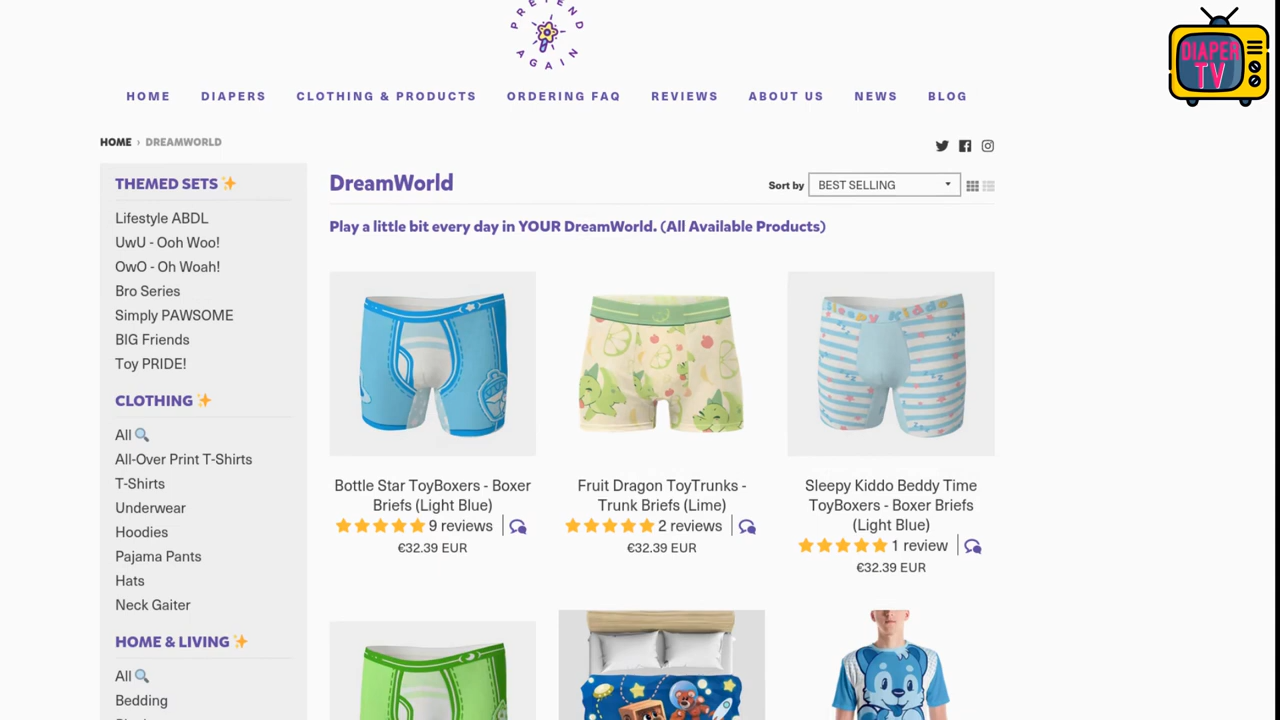 PRETEND
AGAIN
DIAPER
TV
HOME DIAPERS CLOTHING & PRODUCTS ORDERING FAQ REVIEWS ABOUT US NEWS BLOG
HOME › DREAMWORLD
THEMED SETS
Lifestyle ABDL
UwU - Ooh Woo!
OwO - Oh Woah!
Bro Series
Simply PAWSOME
BIG Friends
Toy PRIDE!
CLOTHING
All
All-Over Print T-Shirts
T-Shirts
Underwear
Hoodies
Pajama Pants
Hats
Neck Gaiter
HOME & LIVING
All
Bedding
DreamWorld
Sort by BEST SELLING
Play a little bit every day in YOUR DreamWorld. (All Available Products)
Bottle Star ToyBoxers - Boxer
Briefs (Light Blue)
9 reviews
€32.39 EUR
Fruit Dragon ToyTrunks -
Trunk Briefs (Lime)
2 reviews
€32.39 EUR
Sleepy Kiddo
Sleepy Kiddo Beddy Time
ToyBoxers - Boxer Briefs
(Light Blue)
1 review
€32.39 EUR